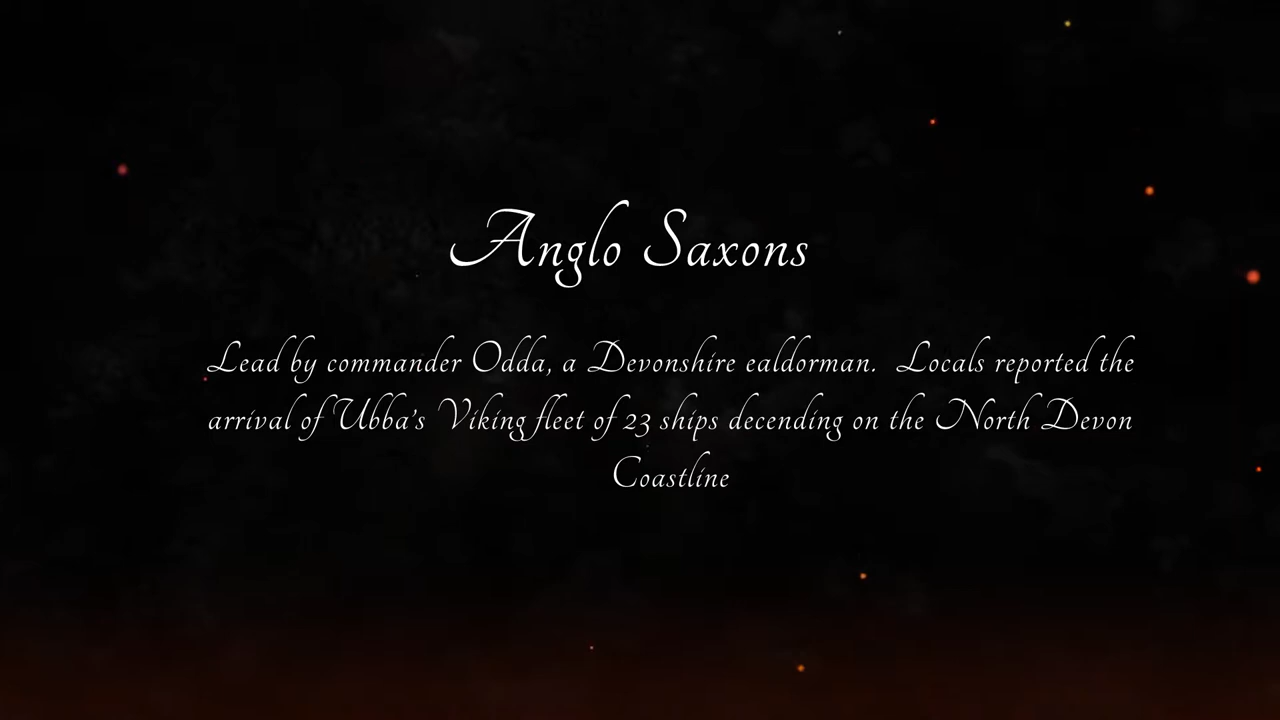 Anglo Saxons
Lead by commander Odda, a Devonshire ealdorman. Locals reported the
arrival of Ubba's Viking fleet of 23 ships decending on the North Devon
Coastline